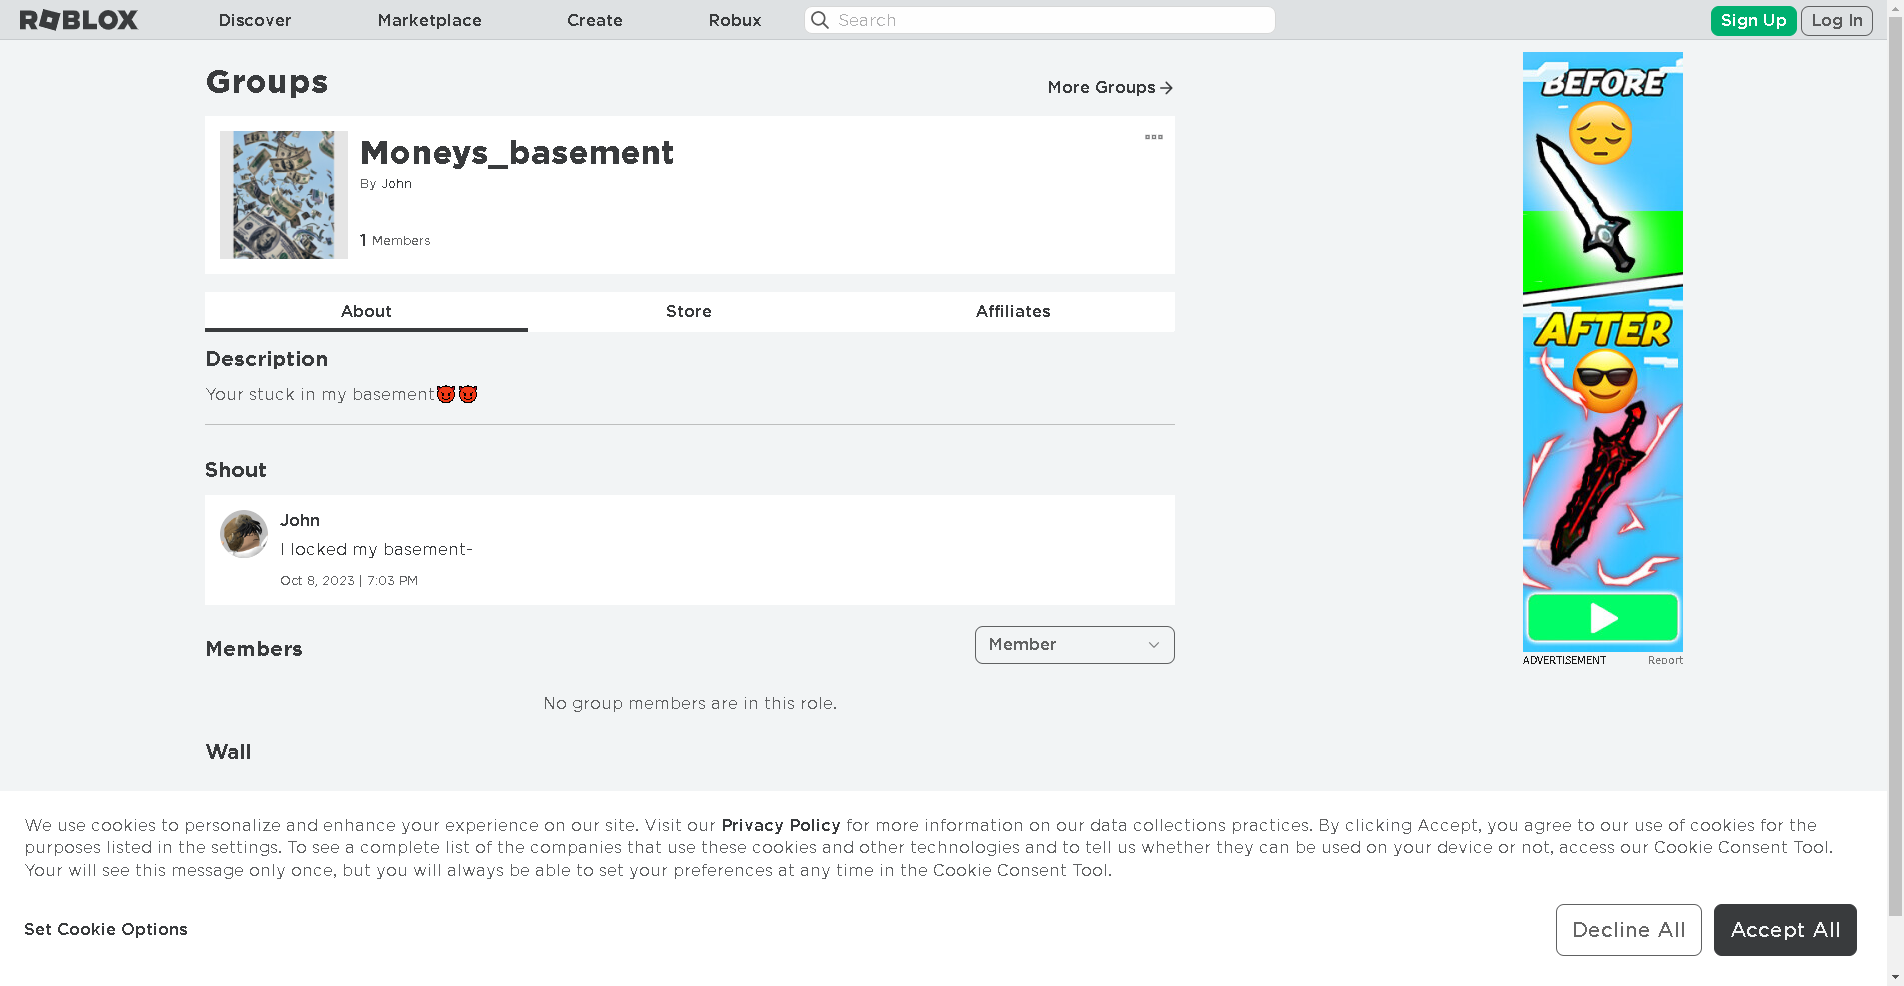 ROBLOX
Discover
Marketplace
Create
Robux
Search
Sign Up
Log In
Groups
More Groups
Moneys_basement
By John
1 Members
About
Store
Affiliates
Description
Your stuck in my basement😈😈
Shout
John
I locked my basement-
Oct 8, 2023 | 7:03 PM
Members
Member
No group members are in this role.
Wall
BEFORE
AFTER
ADVERTISEMENT
Report
We use cookies to personalize and enhance your experience on our site. Visit our Privacy Policy for more information on our data collections practices. By clicking Accept, you agree to our use of cookies for the
purposes listed in the settings. To see a complete list of the companies that use these cookies and other technologies and to tell us whether they can be used on your device or not, access our Cookie Consent Tool.
Your will see this message only once, but you will always be able to set your preferences at any time in the Cookie Consent Tool.
Set Cookie Options
Decline All
Accept All